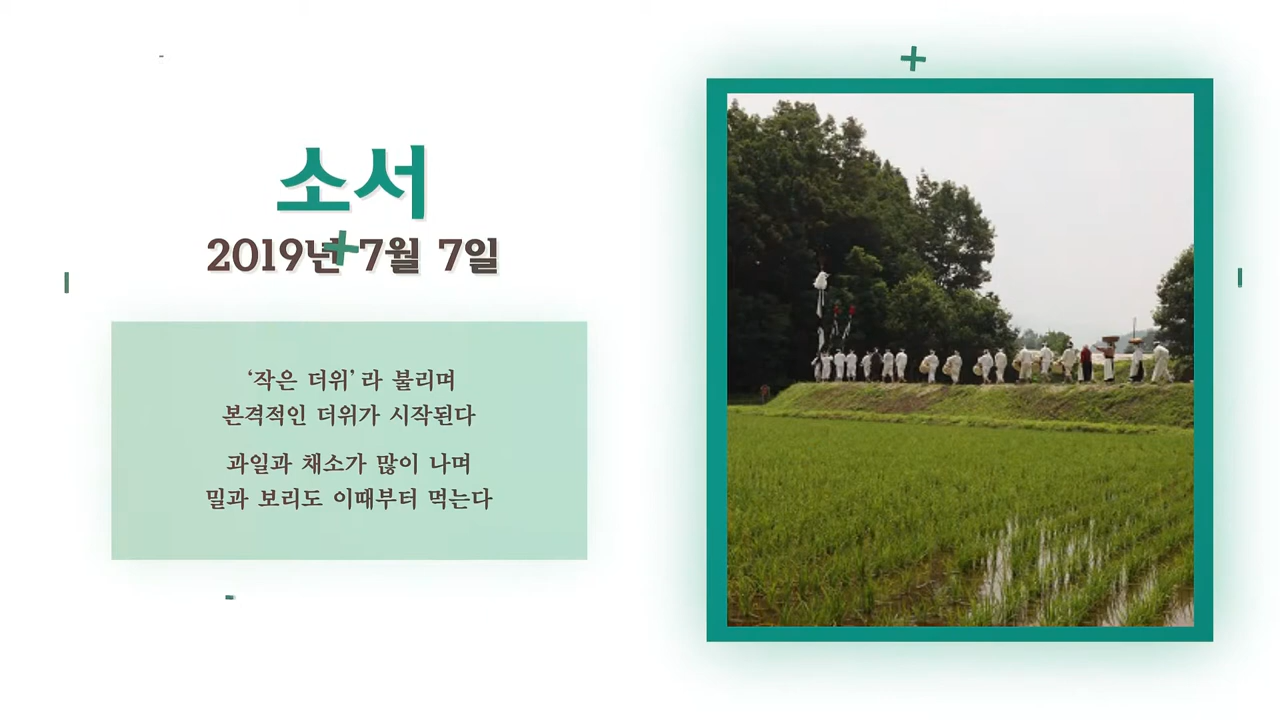 소서
2019년 7월 7일
‘작은 더위’라 불리며
본격적인 더위가 시작된다
과일과 채소가 많이 나며
밀과 보리도 이때부터 먹는다